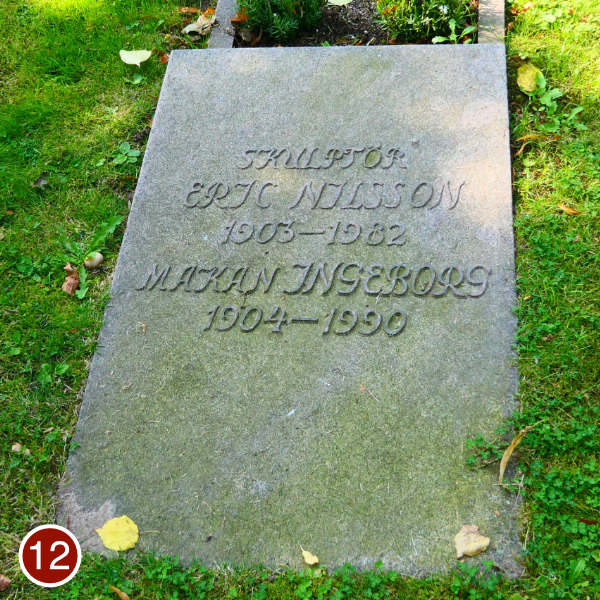 SKULPTÖR
ERIC NILSSON
1903—1982
MAKAN INGEBORG
1904—1990
12